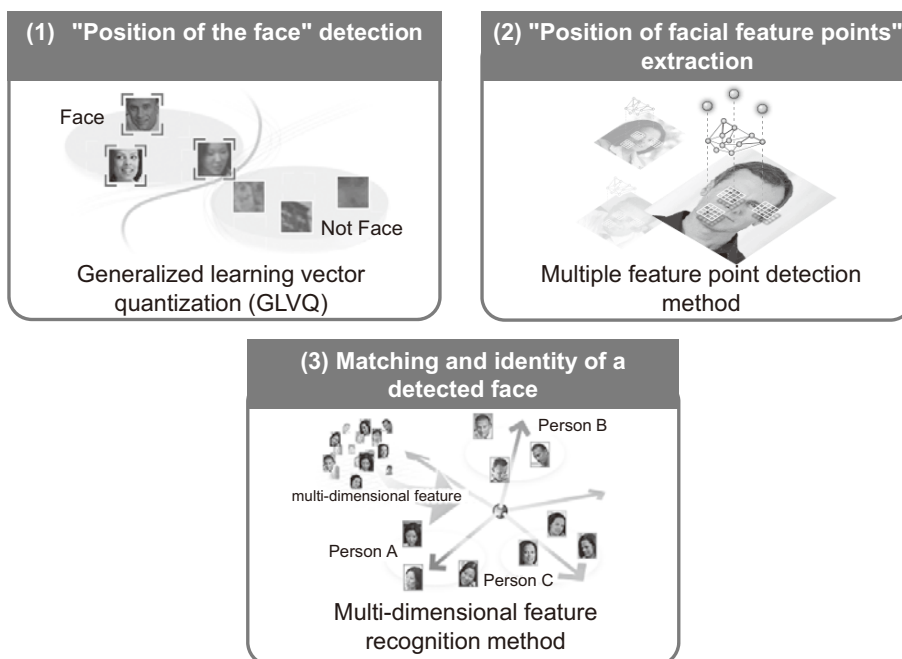 (1) "Position of the face" detection
Face
Not Face
Generalized learning vector
quantization (GLVQ)
(2) "Position of facial feature points"
extraction
Multiple feature point detection
method
(3) Matching and identity of a
detected face
Person B
multi-dimensional feature
Person A
Person C
Multi-dimensional feature
recognition method